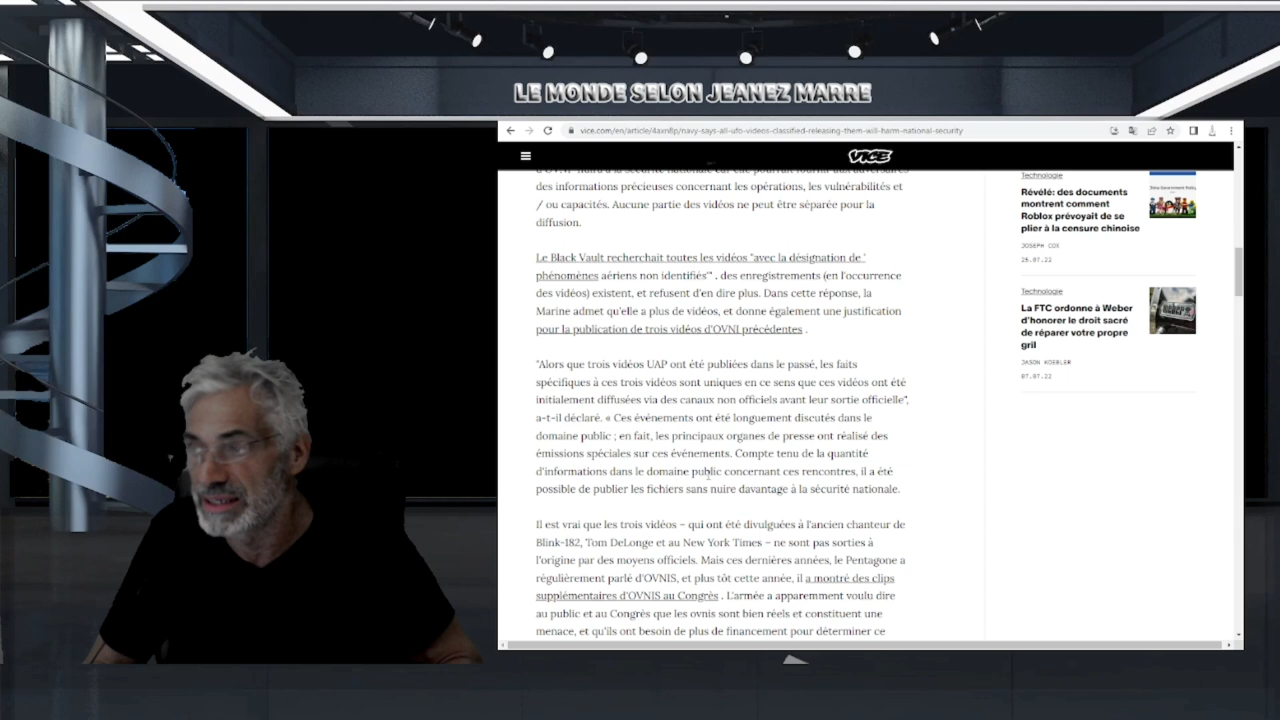 LE MONDE SELON JEANEZ MARRE
vice.com/en/article/4axn8p/navy-says-all-ufo-videos-classified-releasing-them-will-harm-national-security
VICE
des informations précieuses concernant les opérations, les vulnérabilités et
/ ou capacités. Aucune partie des vidéos ne peut être séparée pour la
diffusion.
Le Black Vault recherchait toutes les vidéos "avec la désignation de '
phénomènes aériens non identifiés'" . des enregistrements (en l'occurrence
des vidéos) existent, et refusent d'en dire plus. Dans cette réponse, la
Marine admet qu'elle a plus de vidéos, et donne également une justification
pour la publication de trois vidéos d'OVNI précédentes .
"Alors que trois vidéos UAP ont été publiées dans le passé, les faits
spécifiques à ces trois vidéos sont uniques en ce sens que ces vidéos ont été
initialement diffusées via des canaux non officiels avant leur sortie officielle",
a-t-il déclaré. « Ces événements ont été longuement discutés dans le
domaine public ; en fait, les principaux organes de presse ont réalisé des
émissions spéciales sur ces événements. Compte tenu de la quantité
d'informations dans le domaine public concernant ces rencontres, il a été
possible de publier les fichiers sans nuire davantage à la sécurité nationale.
Il est vrai que les trois vidéos – qui ont été divulguées à l'ancien chanteur de
Blink-182, Tom DeLonge et au New York Times – ne sont pas sorties à
l'origine par des moyens officiels. Mais ces dernières années, le Pentagone a
régulièrement parlé d'OVNIS, et plus tôt cette année, il a montré des clips
supplémentaires d'OVNIS au Congrès . L'armée a apparemment voulu dire
au public et au Congrès que les ovnis sont bien réels et constituent une
menace, et qu'ils ont besoin de plus de financement pour déterminer ce
Technologie
Révélé: des documents
montrent comment
Roblox prévoyait de se
plier à la censure chinoise
JOSEPH COX
26.07.22
Technologie
La FTC ordonne à Weber
d'honorer le droit sacré
de réparer votre propre
gril
JASON KOEBLER
07.07.22